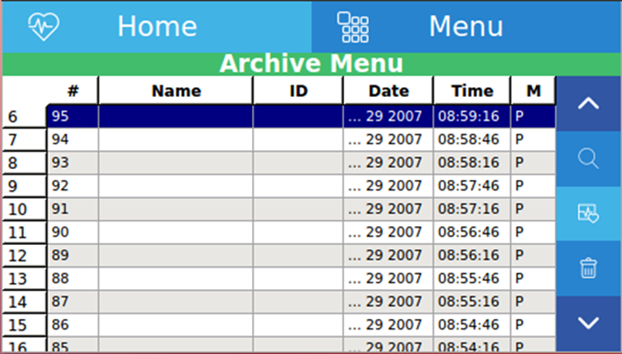 Home Menu
Archive Menu
# Name ID Date Time M
6 95 ... 29 2007 08:59:16 P
7 94 ... 29 2007 08:58:46 P
8 93 ... 29 2007 08:58:16 P
9 92 ... 29 2007 08:57:46 P
10 91 ... 29 2007 08:57:16 P
11 90 ... 29 2007 08:56:46 P
12 89 ... 29 2007 08:56:16 P
13 88 ... 29 2007 08:55:46 P
14 87 ... 29 2007 08:55:16 P
15 86 ... 29 2007 08:54:46 P
16 85 ... 29 2007 08:54:16 P